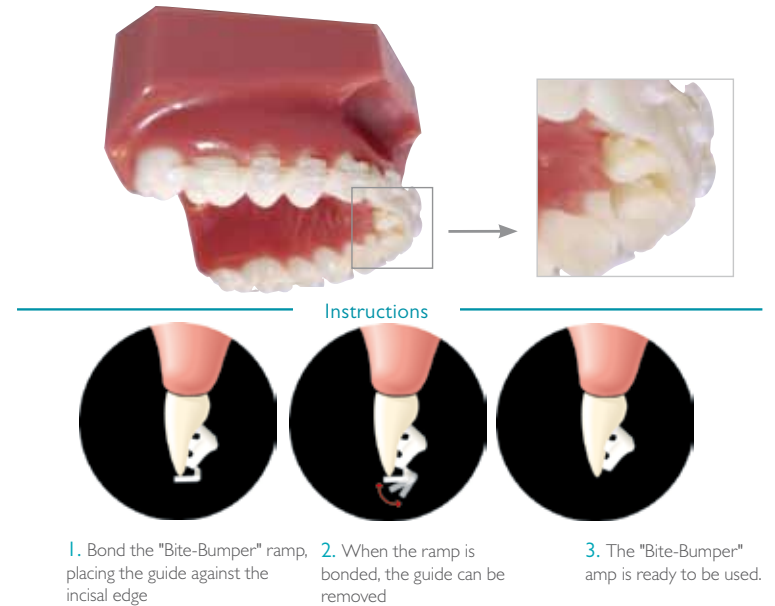 Instructions
1. Bond the "Bite-Bumper" ramp,
placing the guide against the
incisal edge
2. When the ramp is
bonded, the guide can be
removed
3. The "Bite-Bumper"
amp is ready to be used.